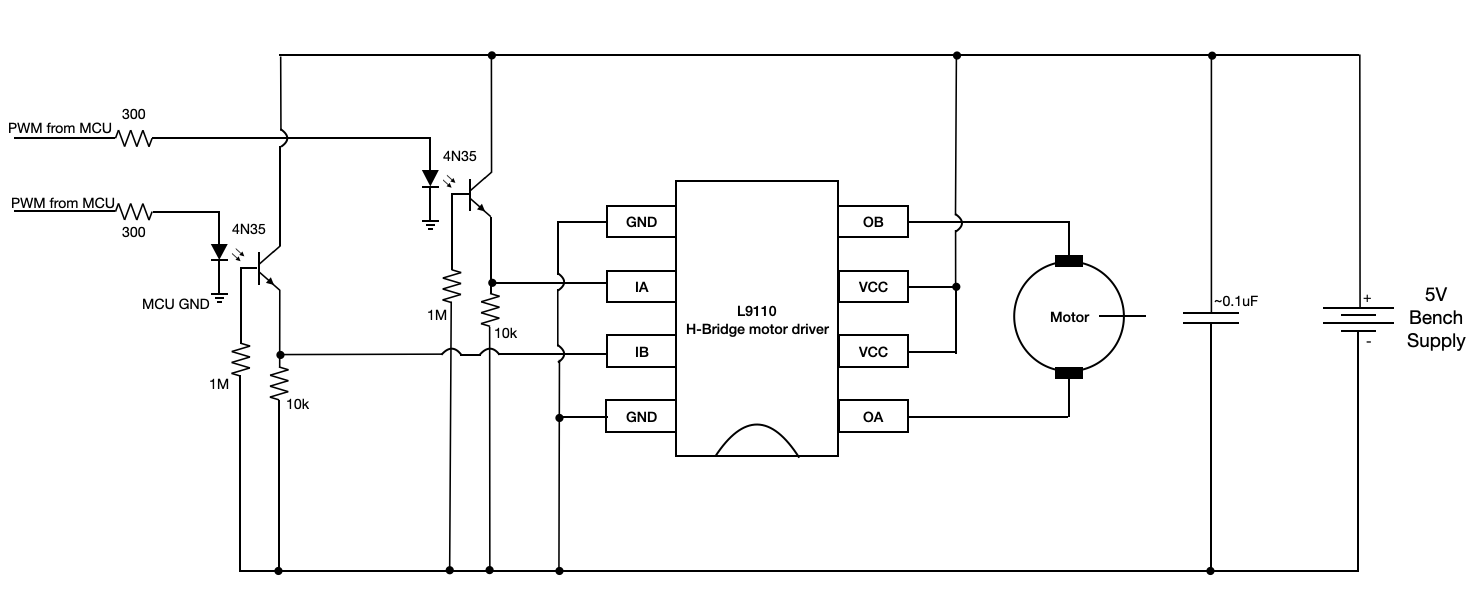 300
PWM from MCU
4N35
PWM from MCU
300
4N35
MCU GND
1M
10k
1M
10k
GND
IA
IB
GND
L9110
H-Bridge motor driver
OB
VCC
VCC
OA
Motor
~0.1uF
+
-
5V
Bench
Supply